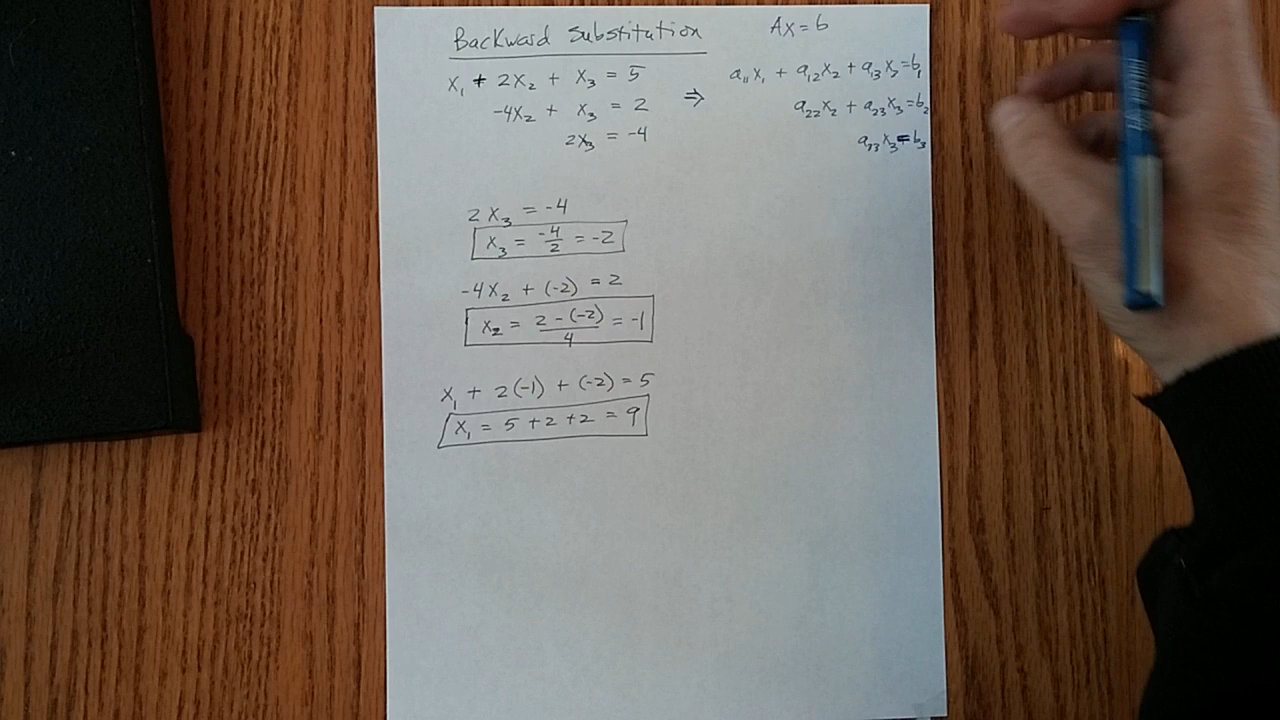 Backward Substitution
Ax = b
x₁ + 2x₂ + x₃ = 5
-4x₂ + x₃ = 2
2x₃ = -4
⇒
a₁₁x₁ + a₁₂x₂ + a₁₃x₃ = b₁
a₂₂x₂ + a₂₃x₃ = b₂
a₃₃x₃ = b₃
2x₃ = -4
x₃ = -4/2 = -2
-4x₂ + (-2) = 2
x₂ = 2 - (-2)/4 = -1
x₁ + 2(-1) + (-2) = 5
x₁ = 5 + 2 + 2 = 9